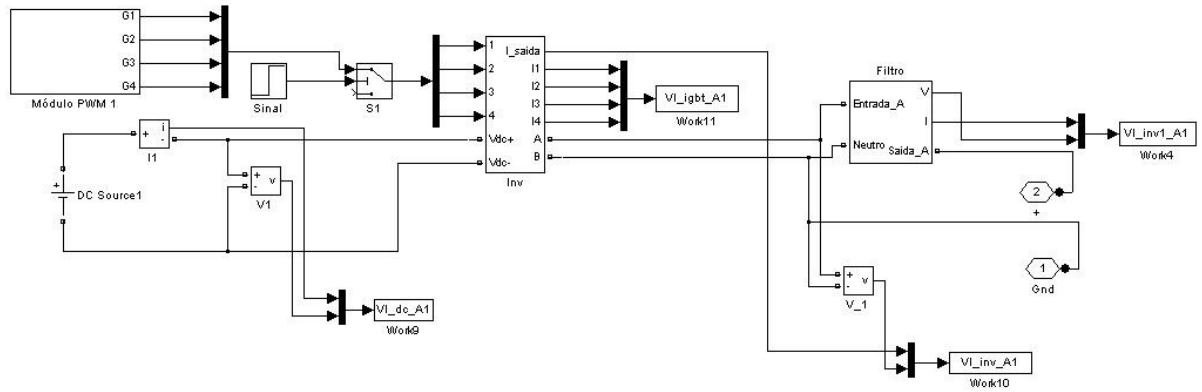 G1
G2
G3
G4
Módulo PWM 1
Sinal
S1
1
2
3
4
Vdc+
Vdc-
I_saída
I1
I2
I3
I4
A
B
Inv
VI_igbt_A1
Work11
Filtro
Entrada_A
Neutro
V
I
Saída_A
VI_inv1_A1
Work4
2
+
1
Gnd
+
-
i
I1
+
DC Source1
+
-
v
V1
VI_dc_A1
Work9
+
-
v
V_1
VI_inv_A1
Work10